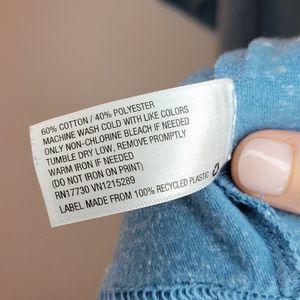 60% COTTON / 40% POLYESTER
MACHINE WASH COLD WITH LIKE COLORS
ONLY NON-CHLORINE BLEACH IF NEEDED
TUMBLE DRY LOW, REMOVE PROMPTLY
WARM IRON IF NEEDED
(DO NOT IRON ON PRINT)
RN17730 VN1215289
LABEL MADE FROM 100% RECYCLED PLASTIC